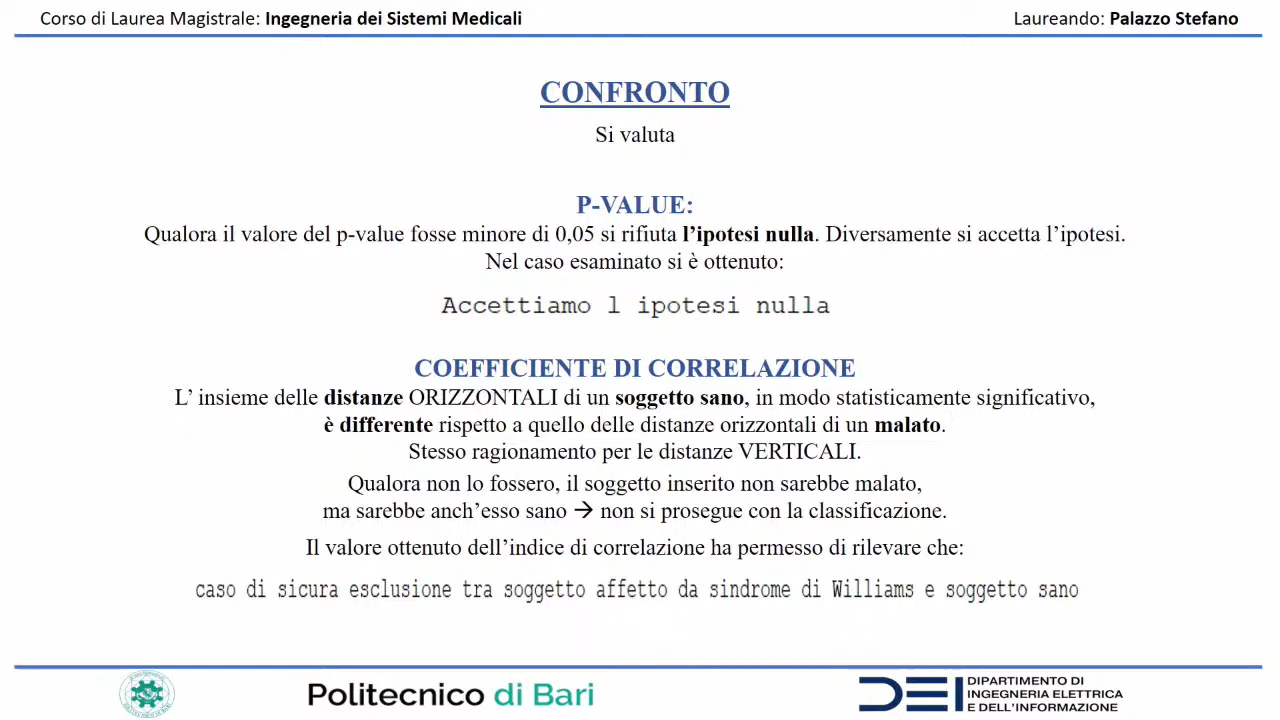 Corso di Laurea Magistrale: Ingegneria dei Sistemi Medicali
Laureando: Palazzo Stefano
CONFRONTO
Si valuta
P-VALUE:
Qualora il valore del p-value fosse minore di 0,05 si rifiuta l’ipotesi nulla. Diversamente si accetta l’ipotesi.
Nel caso esaminato si è ottenuto:
Accettiamo l ipotesi nulla
COEFFICIENTE DI CORRELAZIONE
L’ insieme delle distanze ORIZZONTALI di un soggetto sano, in modo statisticamente significativo,
è differente rispetto a quello delle distanze orizzontali di un malato.
Stesso ragionamento per le distanze VERTICALI.
Qualora non lo fossero, il soggetto inserito non sarebbe malato,
ma sarebbe anch’esso sano → non si prosegue con la classificazione.
Il valore ottenuto dell’indice di correlazione ha permesso di rilevare che:
caso di sicura esclusione tra soggetto affetto da sindrome di Williams e soggetto sano
Politecnico di Bari
DEI
DIPARTIMENTO DI
INGEGNERIA ELETTRICA
E DELL’INFORMAZIONE